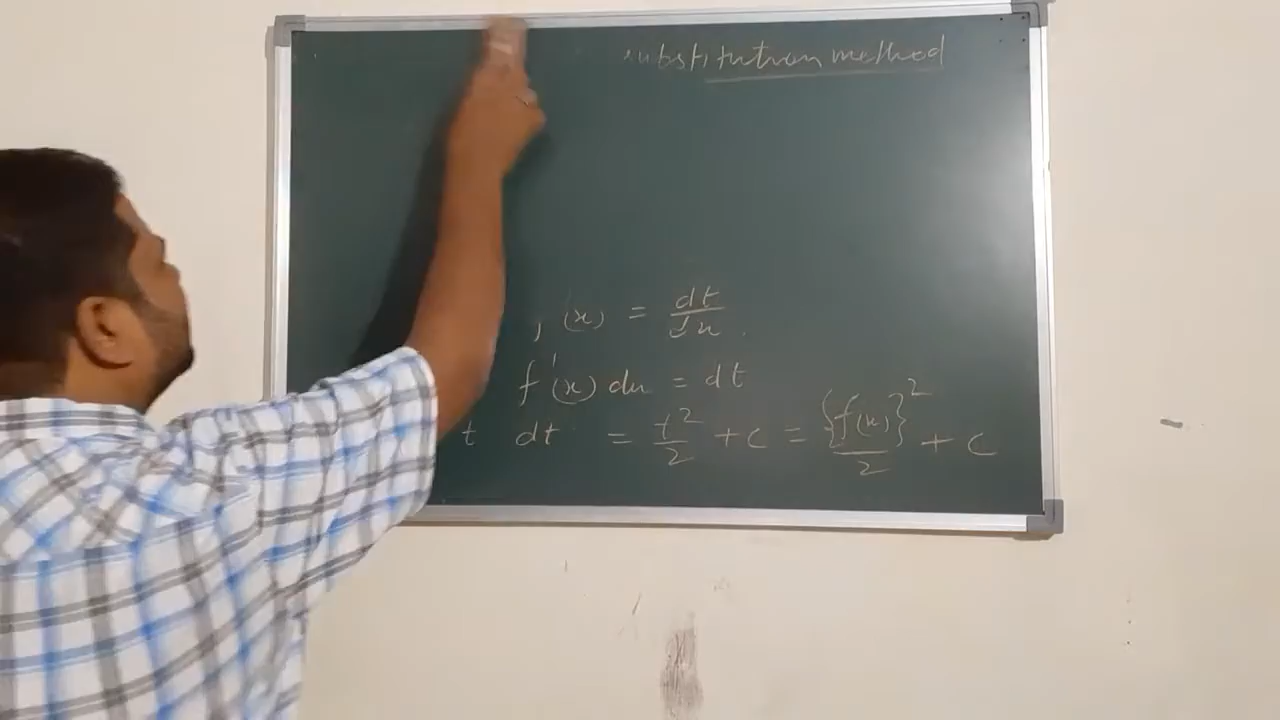 substitution method
'(x) = dt/dx .
f'(x) dx = dt
t dt = t²/2 + c = {f(x)}²/2 + c